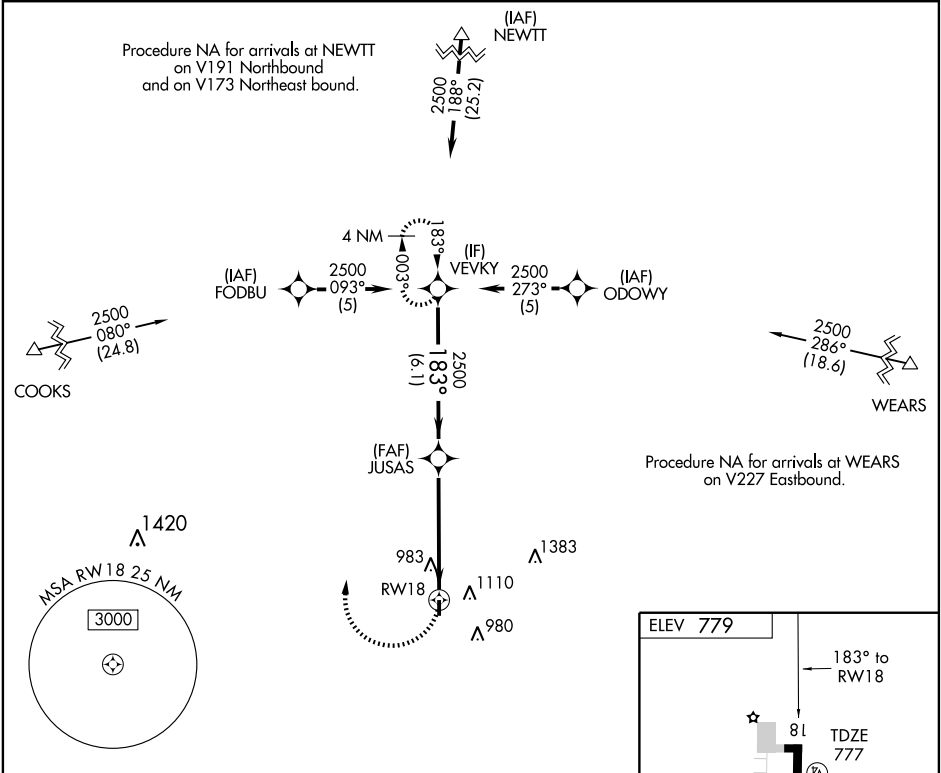 (IAF)
NEWTT
Procedure NA for arrivals at NEWTT
on V191 Northbound
and on V173 Northeast bound.
2500
188°
(25.2)
4 NM
183°
003°
(IF)
VEVKY
(IAF)
FODBU
2500
093°
(5)
2500
273°
(5)
(IAF)
ODOWY
2500
080°
(24.8)
COOKS
2500
286°
(18.6)
WEARS
2500
183°
(6.1)
(FAF)
JUSAS
Procedure NA for arrivals at WEARS
on V227 Eastbound.
1420
983
1383
RW18
1110
980
MSA RW18 25 NM
3000
ELEV 779
183° to
RW18
18
TDZE
777